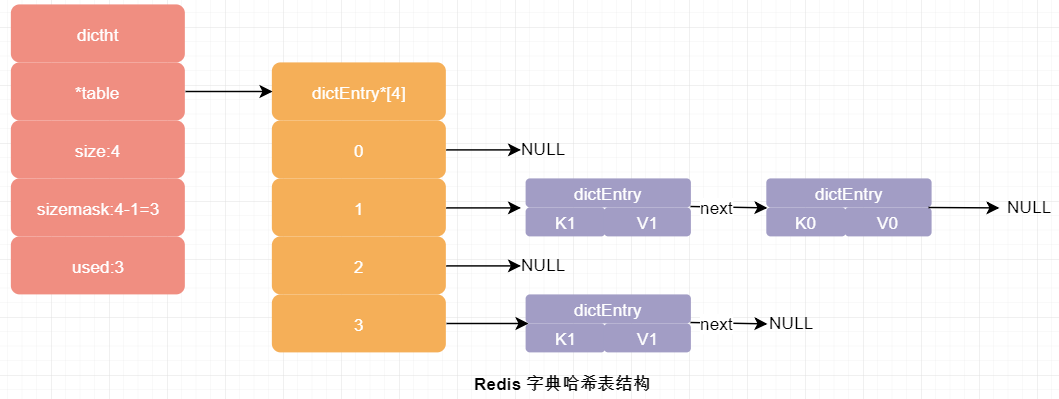 dictht
*table
size:4
sizemask:4-1=3
used:3
dictEntry*[4]
0
NULL
1
dictEntry
K1 V1
next
dictEntry
K0 V0
NULL
2
NULL
3
dictEntry
K1 V1
next
NULL
Redis 字典哈希表结构